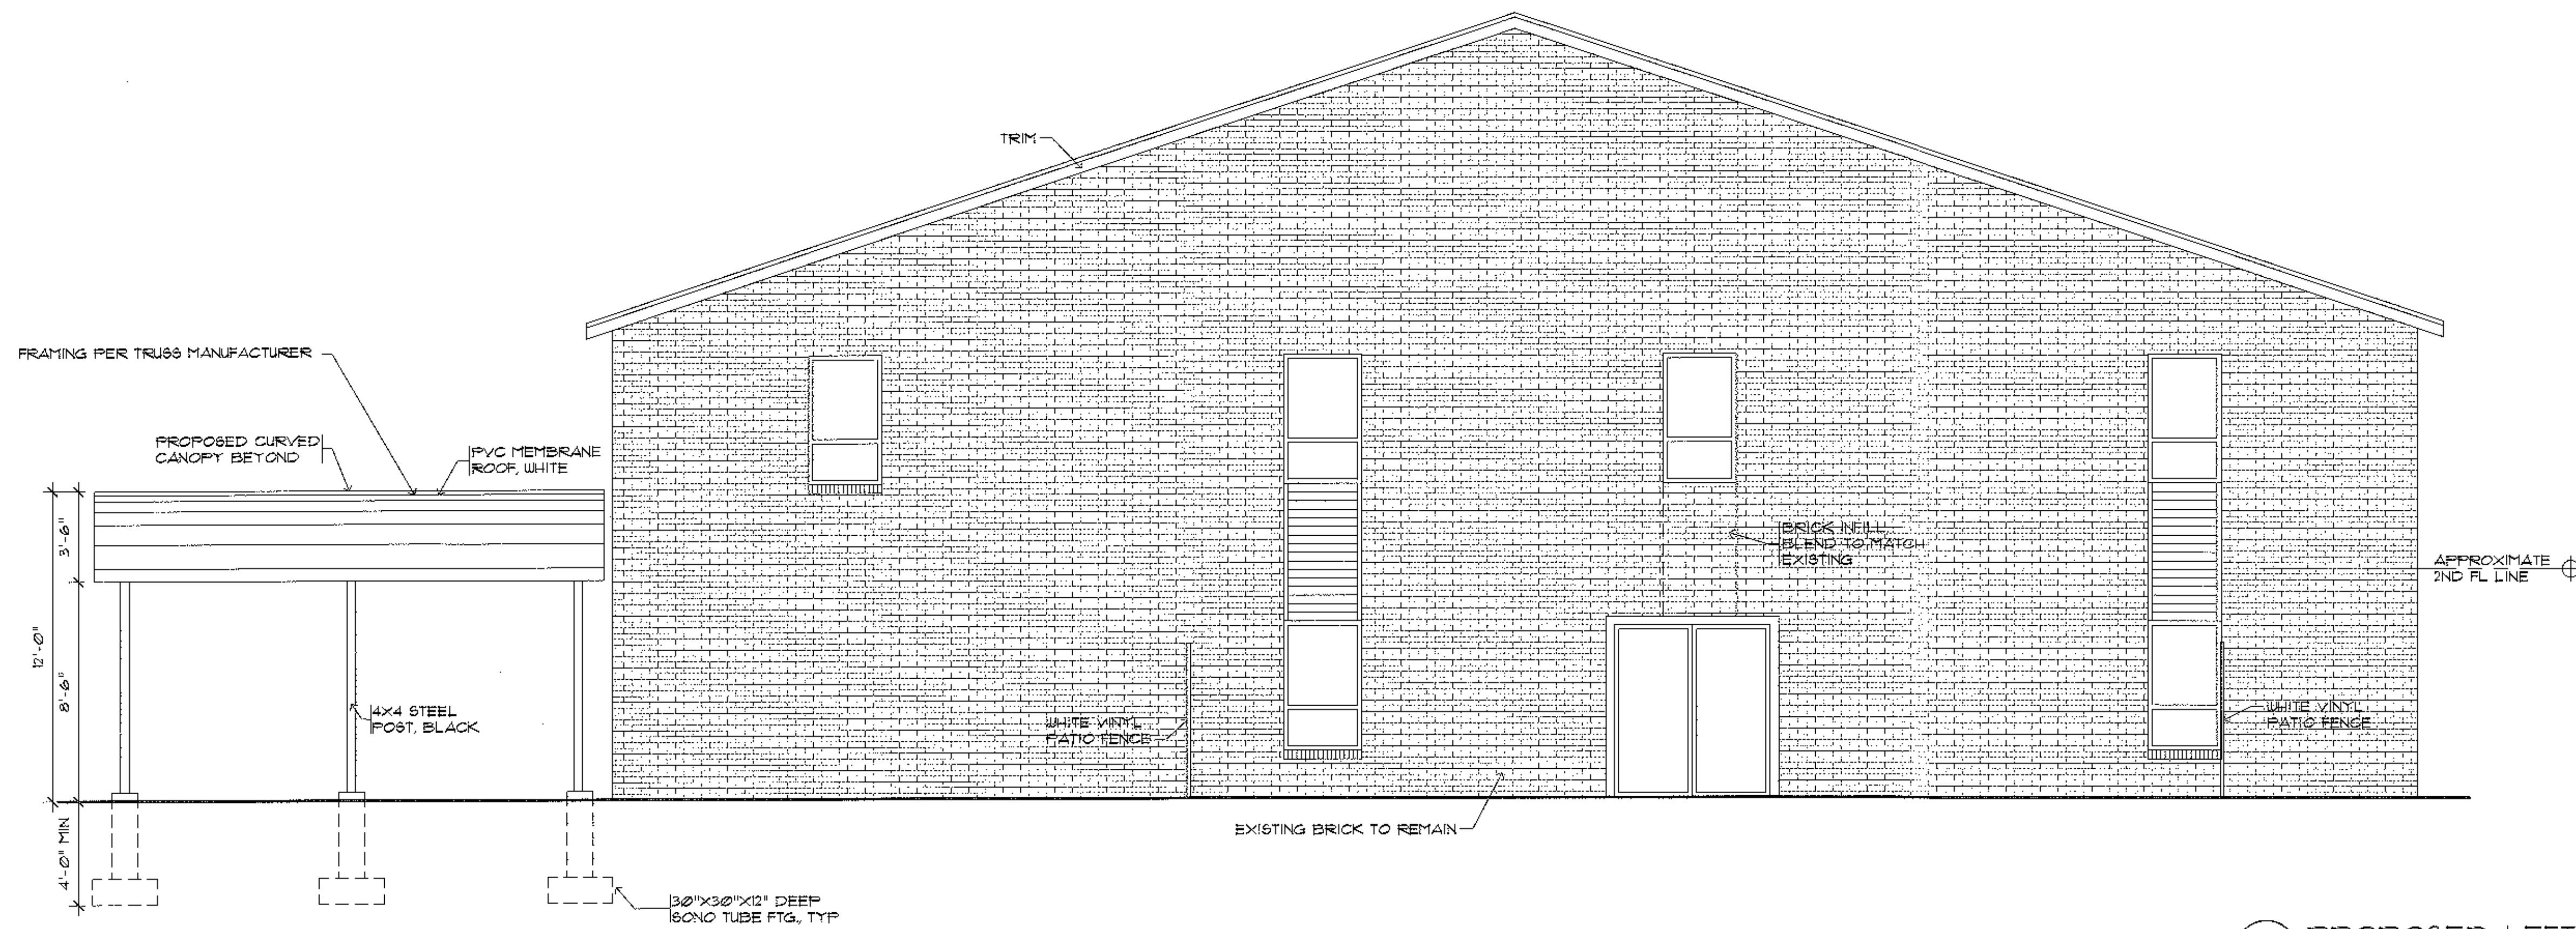 TRIM
FRAMING PER TRUSS MANUFACTURER
PROPOSED CURVED
CANOPY BEYOND
PVC MEMBRANE
ROOF, WHITE
3'-6"
12'-0"
8'-6"
4'-0" MIN
4X4 STEEL
POST, BLACK
30"X30"X12" DEEP
SONO TUBE FTG., TYP
WHITE VINYL
PATIO FENCE
EXISTING BRICK TO REMAIN
BRICK INFILL,
BLEND TO MATCH
EXISTING
WHITE VINYL
PATIO FENCE
APPROXIMATE
2ND FL LINE
PROPOSED LEFT